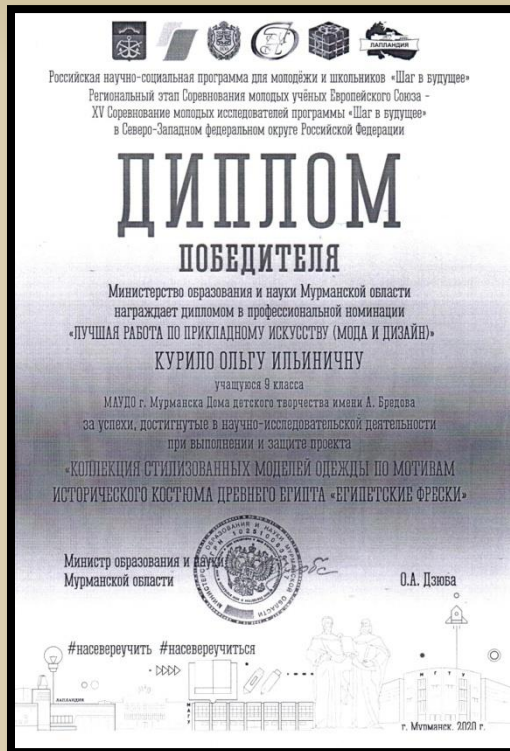 ЛАПЛАНДИЯ
Российская научно-социальная программа для молодёжи и школьников «Шаг в будущее»
Региональный этап Соревнования молодых учёных Европейского Союза -
XV Соревнование молодых исследователей программы «Шаг в будущее»
в Северо-Западном федеральном округе Российской Федерации
ДИПЛОМ
ПОБЕДИТЕЛЯ
Министерство образования и науки Мурманской области
награждает дипломом в профессиональной номинации
«ЛУЧШАЯ РАБОТА ПО ПРИКЛАДНОМУ ИСКУССТВУ (МОДА И ДИЗАЙН)»
КУРИЛО ОЛЬГУ ИЛЬИНИЧНУ
учащуюся 9 класса
МАУДО г. Мурманска Дома детского творчества имени А. Бредова
за успехи, достигнутые в научно-исследовательской деятельности
при выполнении и защите проекта
«КОЛЛЕКЦИЯ СТИЛИЗОВАННЫХ МОДЕЛЕЙ ОДЕЖДЫ ПО МОТИВАМ
ИСТОРИЧЕСКОГО КОСТЮМА ДРЕВНЕГО ЕГИПТА «ЕГИПЕТСКИЕ ФРЕСКИ»
Министр образования и науки
Мурманской области
О.А. Дзюба
#насевереучить #насевереучиться
ЛАПЛАНДИЯ
МАГУ
МГТУ
г. Мурманск, 2020 г.